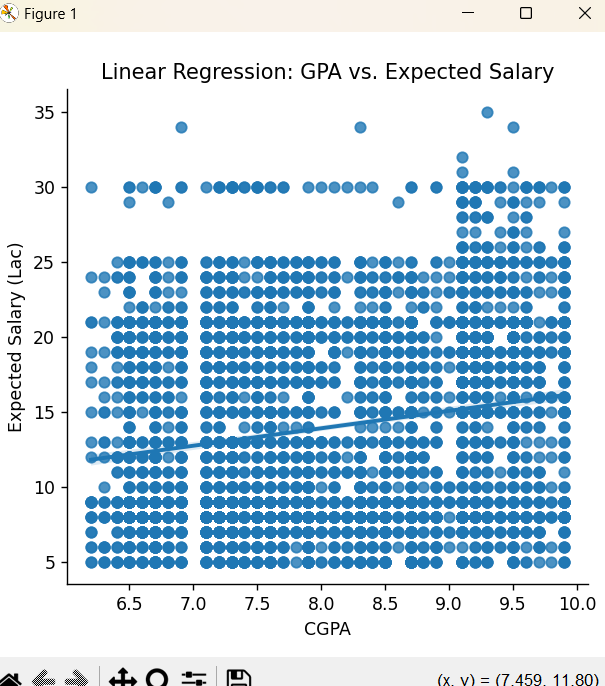 Figure 1
Linear Regression: GPA vs. Expected Salary
35
30
25
20
15
10
5
Expected Salary (Lac)
6.5 7.0 7.5 8.0 8.5 9.0 9.5 10.0
CGPA
(x, y) = (7.459, 11.80)